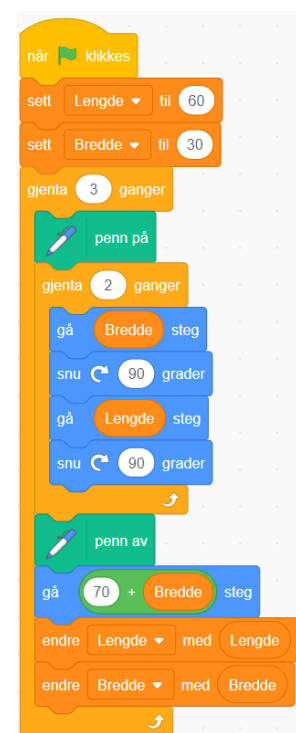 når klikkes
sett Lengde til 60
sett Bredde til 30
gjenta 3 ganger
penn på
gjenta 2 ganger
gå Bredde steg
snu 90 grader
gå Lengde steg
snu 90 grader
penn av
gå 70 + Bredde steg
endre Lengde med Lengde
endre Bredde med Bredde